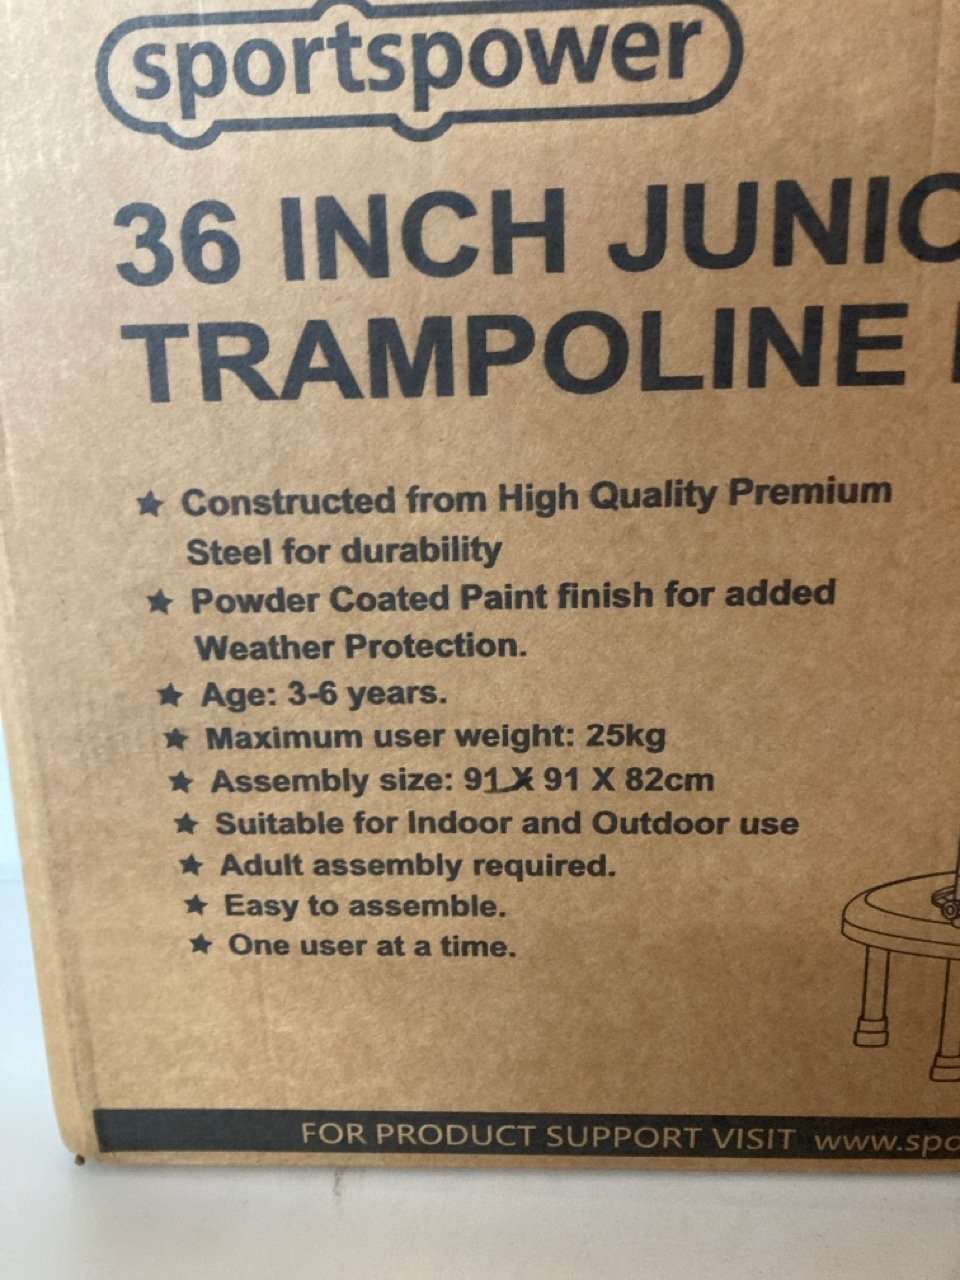 sportspower
36 INCH JUNIO
TRAMPOLINE
★ Constructed from High Quality Premium
Steel for durability
★ Powder Coated Paint finish for added
Weather Protection.
★ Age: 3-6 years.
★ Maximum user weight: 25kg
★ Assembly size: 91 X 91 X 82cm
★ Suitable for Indoor and Outdoor use
★ Adult assembly required.
★ Easy to assemble.
★ One user at a time.
FOR PRODUCT SUPPORT VISIT www.spo